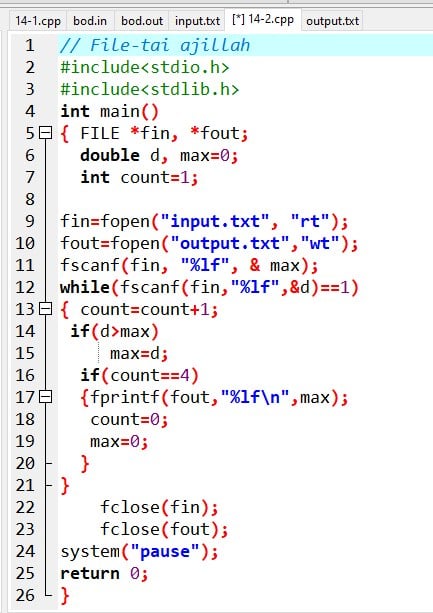 14-1.cpp bod.in bod.out input.txt [*] 14-2.cpp output.txt
1 // File-tai ajillah
2 #include<stdio.h>
3 #include<stdlib.h>
4 int main()
5 { FILE *fin, *fout;
6 double d, max=0;
7 int count=1;
8
9 fin=fopen("input.txt", "rt");
10 fout=fopen("output.txt","wt");
11 fscanf(fin, "%lf", & max);
12 while(fscanf(fin,"%lf",&d)==1)
13 { count=count+1;
14 if(d>max)
15 max=d;
16 if(count==4)
17 {fprintf(fout,"%lf\n",max);
18 count=0;
19 max=0;
20 }
21 }
22 fclose(fin);
23 fclose(fout);
24 system("pause");
25 return 0;
26 }